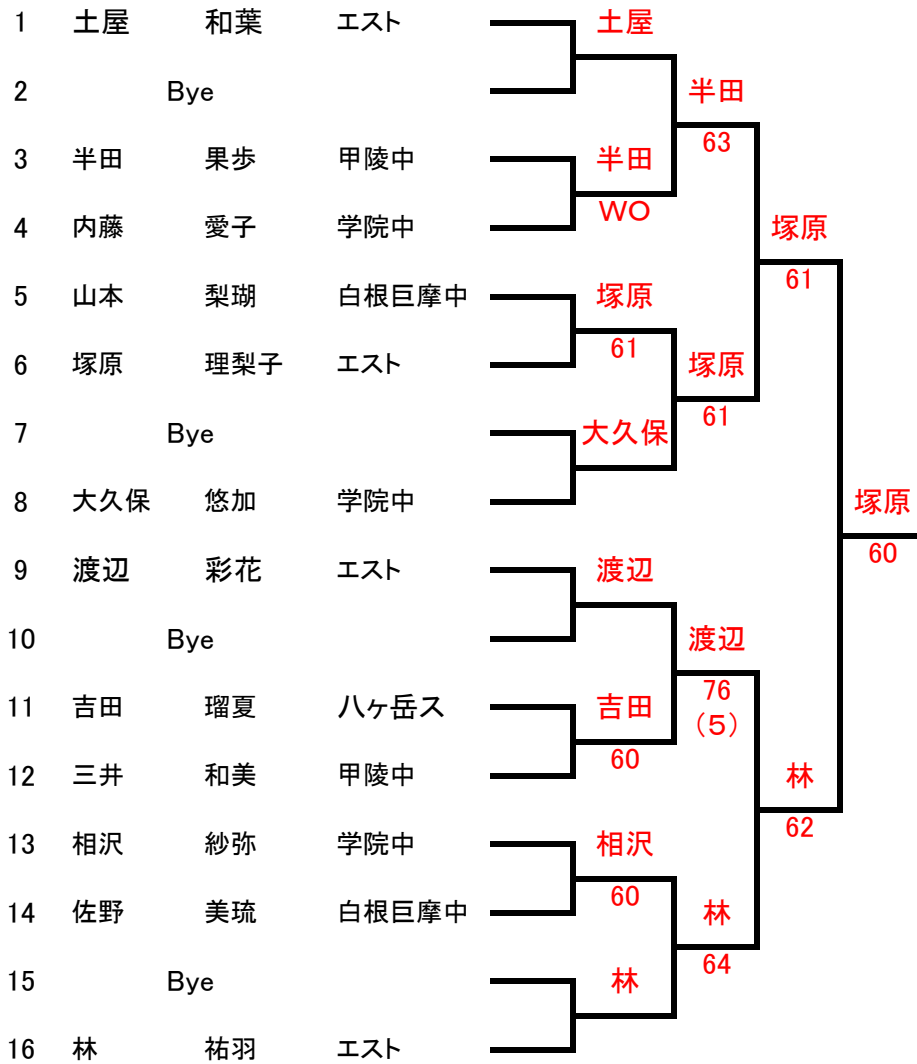 1 土屋 和葉 エスト 土屋
2 Bye 半田
63
3 半田 果歩 甲陵中 半田
WO
4 内藤 愛子 学院中 塚原
61
5 山本 梨瑚 白根巨摩中 塚原
61
6 塚原 理梨子 エスト 塚原
61
7 Bye 大久保
8 大久保 悠加 学院中 塚原
60
9 渡辺 彩花 エスト 渡辺
10 Bye 渡辺
76
(5)
11 吉田 瑠夏 八ヶ岳ス 吉田
60
12 三井 和美 甲陵中 林
62
13 相沢 紗弥 学院中 相沢
60
14 佐野 美琉 白根巨摩中 林
64
15 Bye 林
16 林 祐羽 エスト